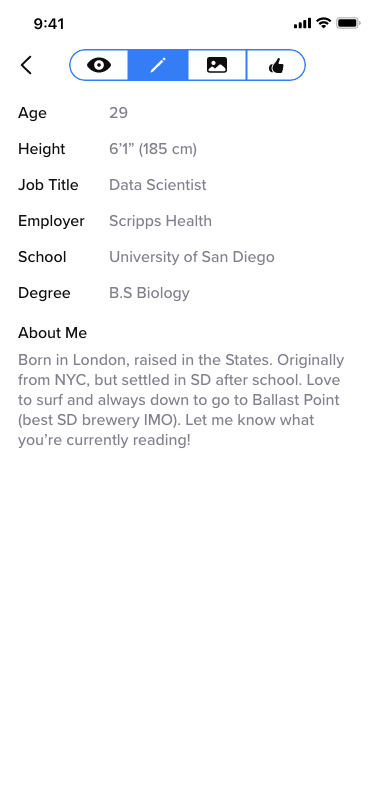 9:41
Age 29
Height 6’1” (185 cm)
Job Title Data Scientist
Employer Scripps Health
School University of San Diego
Degree B.S Biology
About Me
Born in London, raised in the States. Originally
from NYC, but settled in SD after school. Love
to surf and always down to go to Ballast Point
(best SD brewery IMO). Let me know what
you’re currently reading!